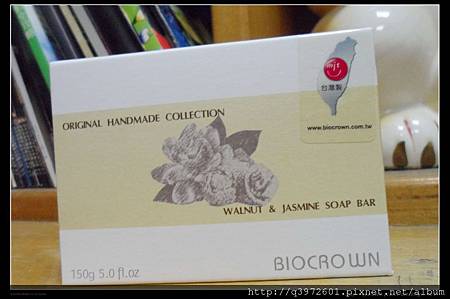 mit
台灣製
www.biocrown.com.tw
ORIGINAL HANDMADE COLLECTION
WALNUT & JASMINE SOAP BAR
150g 5.0 fl.oz
BIOCROWN
http://q3972601.pixnet.net/album